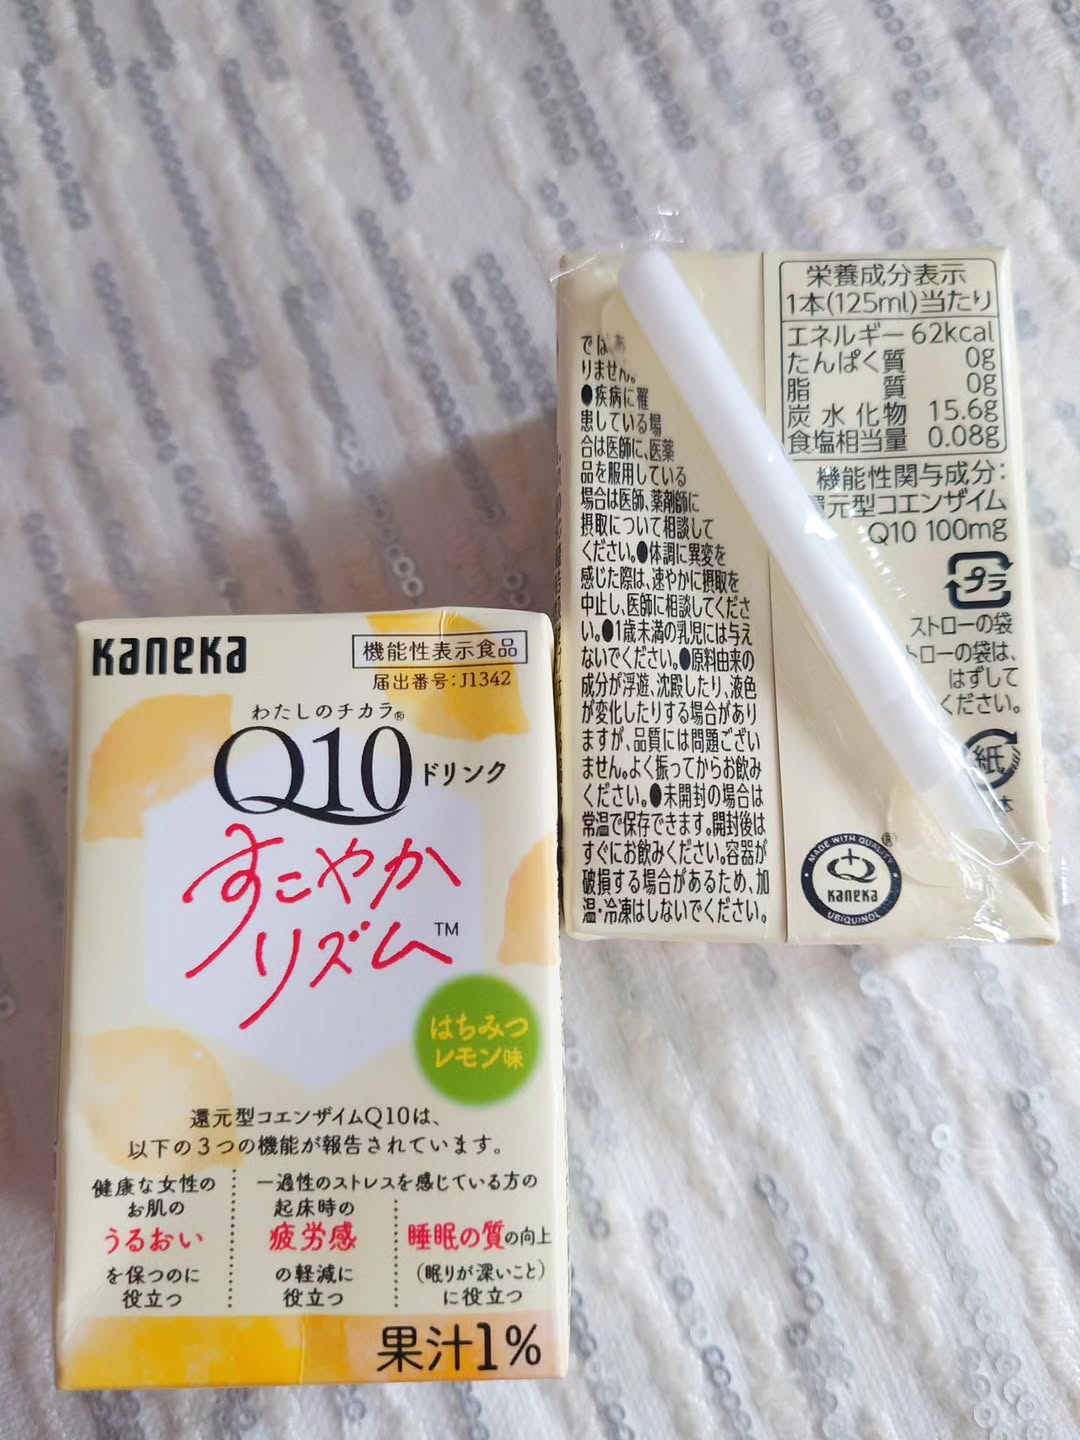 kaneka
機能性表示食品
届出番号:J1342
わたしのチカラ®
Q10ドリンク
すこやか
リズム™
はちみつ
レモン味
還元型コエンザイムQ10は、
以下の3つの機能が報告されています。
健康な女性の
お肌の
うるおい
を保つのに
役立つ
一過性のストレスを感じている方の
起床時の
疲労感
の軽減に
役立つ
睡眠の質の向上
(眠りが深いこと)
に役立つ
果汁1%
では、あ
りません。
●疾病に罹
患している場
合は医師に、医薬
品を服用している
場合は医師、薬剤師に
摂取について相談して
ください。●体調に異変を
感じた際は、速やかに摂取を
中止し、医師に相談してくださ
い。●1歳未満の乳児には与え
ないでください。●原料由来の
成分が浮遊、沈殿したり、液色
が変化したりする場合があり
ますが、品質には問題ござい
ません。よく振ってからお飲み
ください。●未開封の場合は
常温で保存できます。開封後は
すぐにお飲みください。容器が
破損する場合があるため、加
温・冷凍はしないでください。
栄養成分表示
1本(125ml)当たり
エネルギー 62kcal
たんぱく質 0g
脂質 0g
炭水化物 15.6g
食塩相当量 0.08g
機能性関与成分:
還元型コエンザイム
Q10 100mg
プラ
ストローの袋
トローの袋は、
はずして
ください。
紙
本
MADE WITH QUALITY
Q+
kaneka
UBIQUINOL
®